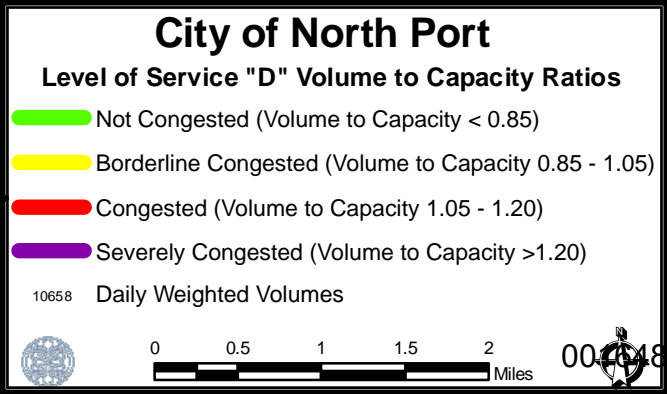 City of North Port
Level of Service "D" Volume to Capacity Ratios
Not Congested (Volume to Capacity < 0.85)
Borderline Congested (Volume to Capacity 0.85 - 1.05)
Congested (Volume to Capacity 1.05 - 1.20)
Severely Congested (Volume to Capacity >1.20)
10658 Daily Weighted Volumes
0 0.5 1 1.5 2
Miles
N